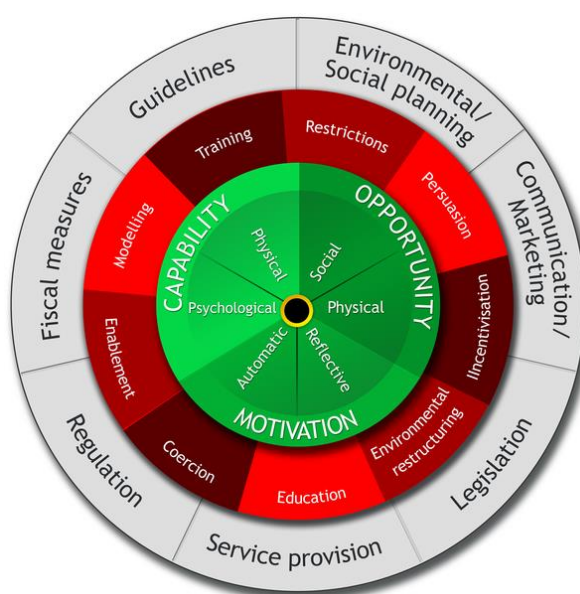 Guidelines
Environmental/
Social planning
Communication/
Marketing
Legislation
Service provision
Regulation
Fiscal measures
Training
Restrictions
Persuasion
IIncentivisation
Environmental
restructuring
Education
Coercion
Enablement
Modelling
CAPABILITY
OPPORTUNITY
MOTIVATION
Physical
Social
Physical
Reflective
Automatic
Psychological